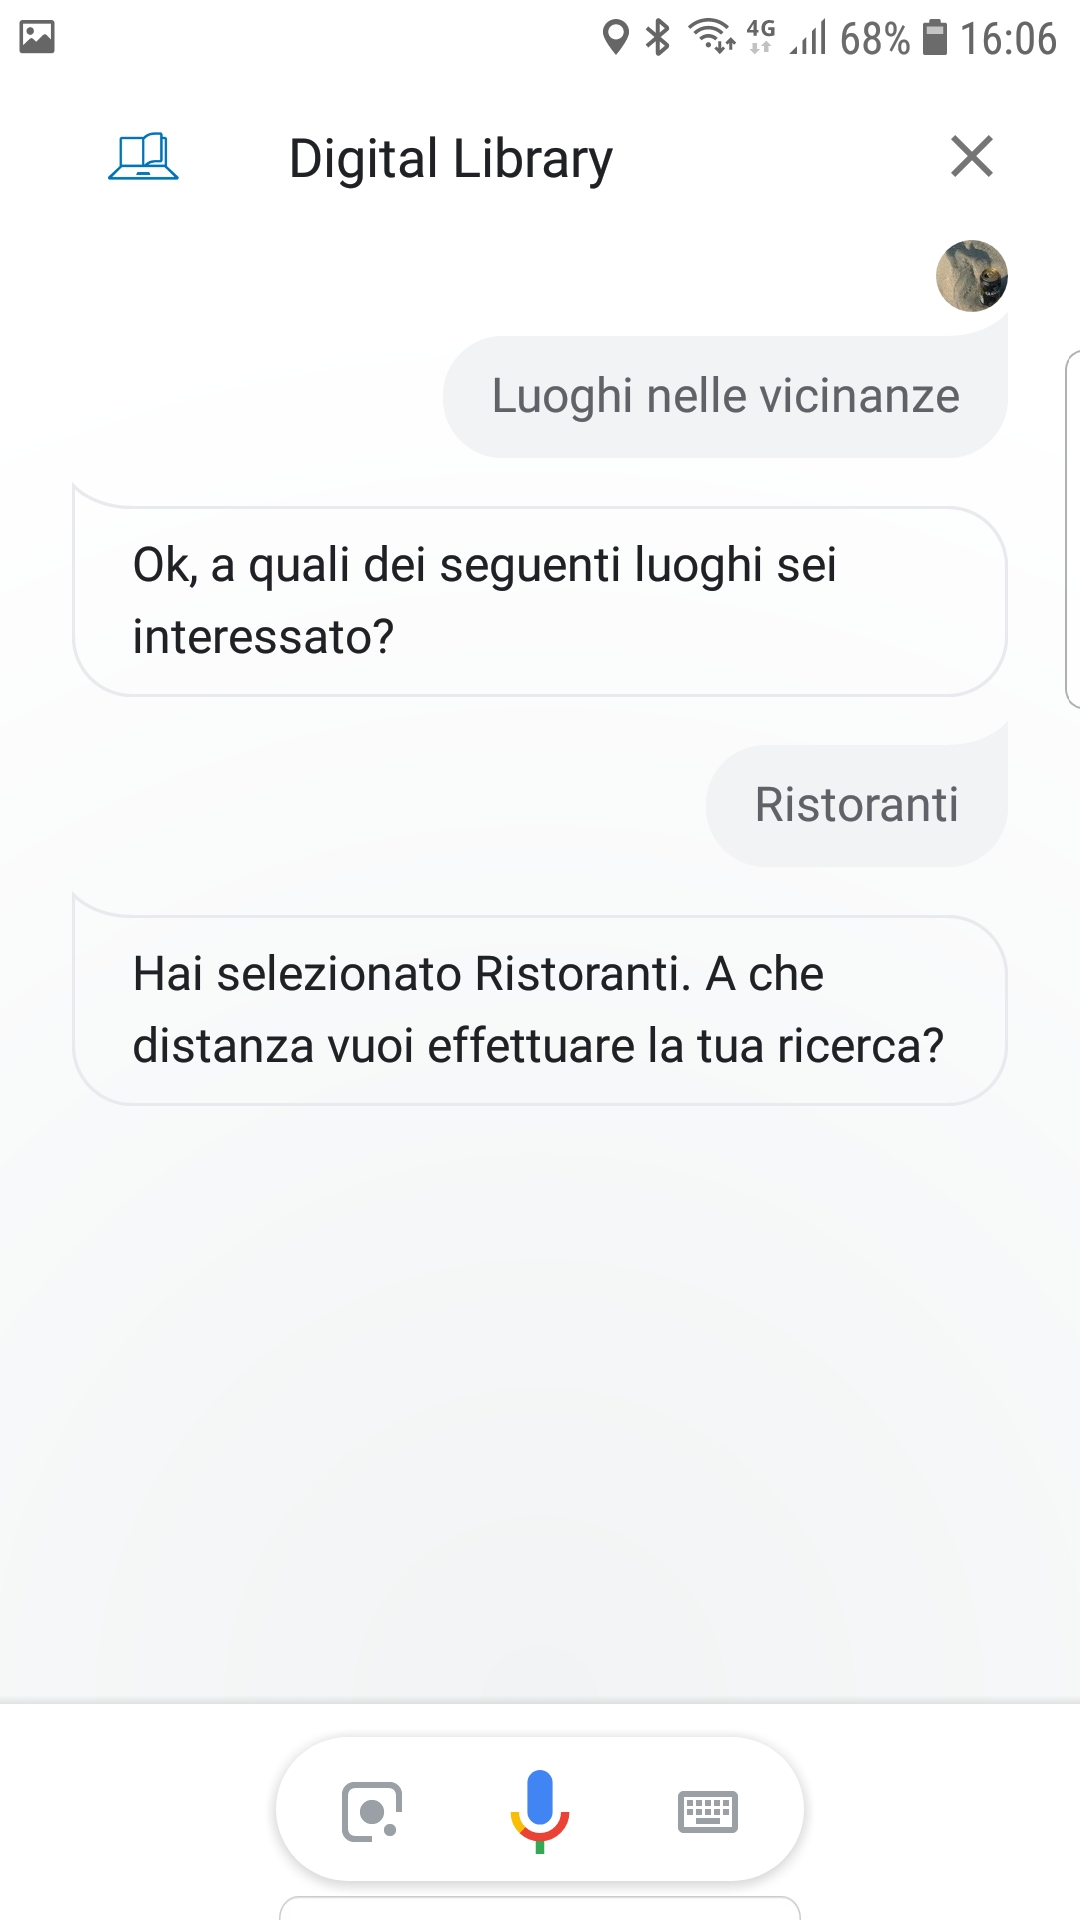 4G 68% 16:06
Digital Library
Luoghi nelle vicinanze
Ok, a quali dei seguenti luoghi sei
interessato?
Ristoranti
Hai selezionato Ristoranti. A che
distanza vuoi effettuare la tua ricerca?